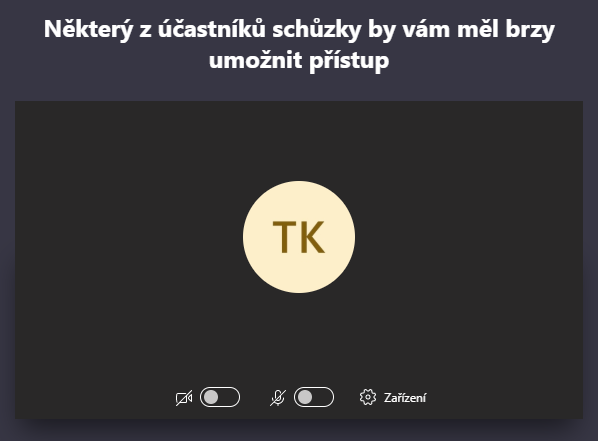 Některý z účastníků schůzky by vám měl brzy
umožnit přístup
TK
Zařízení